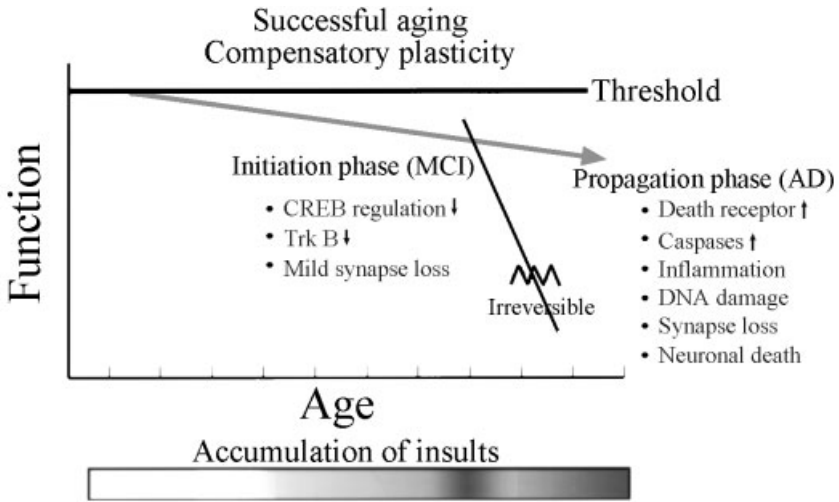 Successful aging
Compensatory plasticity
Threshold
Function
Initiation phase (MCI)
• CREB regulation ↓
• Trk B ↓
• Mild synapse loss
Irreversible
Propagation phase (AD)
• Death receptor ↑
• Caspases ↑
• Inflammation
• DNA damage
• Synapse loss
• Neuronal death
Age
Accumulation of insults